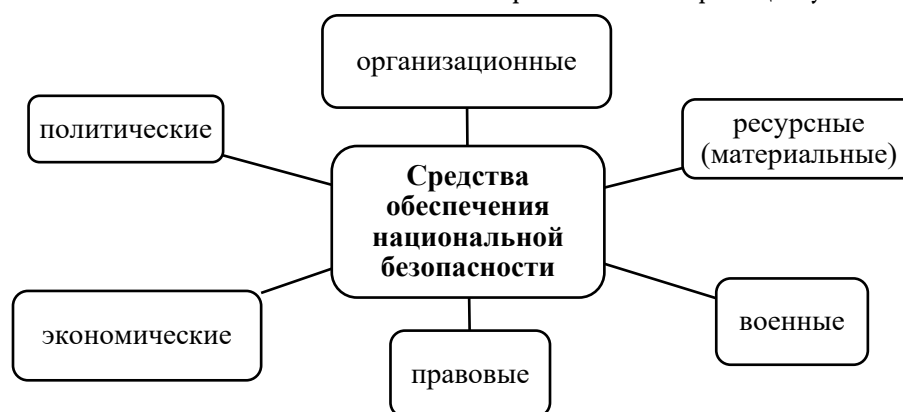 организационные
политические
ресурсные
(материальные)
Средства
обеспечения
национальной
безопасности
экономические
военные
правовые